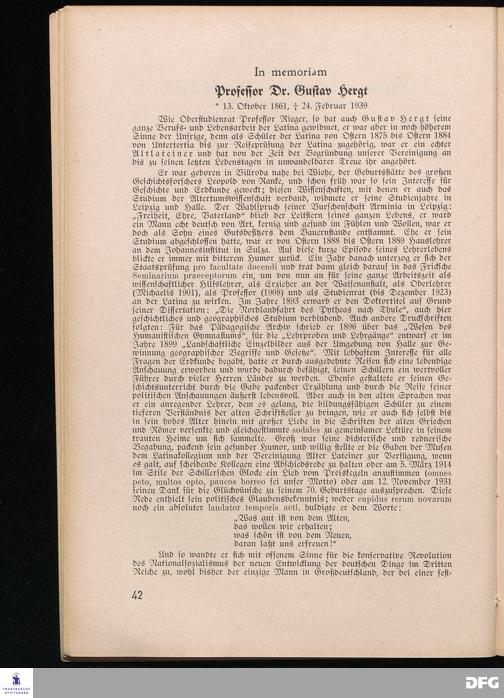 In memoriam
Professor Dr. Gustav Hergt
* 13. Oktober 1861, † 24. Februar 1939
Wie Oberstudienrat Professor Rieger, so hat auch Gustav Hergt seine
ganze Berufs- und Lebensarbeit der Latina gewidmet, er war aber in noch höherem
Sinne der Unsrige, denn als Schüler der Latina von Ostern 1875 bis Ostern 1884
von Untertertia bis zur Reifeprüfung der Latina zugehörig, war er ein echter
Altlateiner und hat von der Zeit der Begründung unserer Vereinigung an
bis zu seinen letzten Lebenstagen in unwandelbarer Treue ihr angehört.
Er war geboren in Billroda nahe bei Wiehe, der Geburtsstätte des großen
Geschichtsforschers Leopold von Ranke, und schon früh war so sein Interesse für
Geschichte und Erdkunde geweckt; diesen Wissenschaften, mit denen er auch das
Studium der Altertumswissenschaft verband, widmete er seine Studienjahre in
Leipzig und Halle. Der Wahlspruch seiner Burschenschaft Arminia in Leipzig:
„Freiheit, Ehre, Vaterland“ blieb der Leitstern seines ganzen Lebens, er ward
ein Mann echt deutsch von Art, kernig und gesund im Fühlen und Wollen, war er
doch als Sohn eines Gutsbesitzers dem Bauernstande entstammt. Ehe er sein
Studium abgeschlossen hatte, war er von Ostern 1888 bis Ostern 1889 Hauslehrer
an dem Johannesinstitut in Sulza. Auf diese kurze Episode seines Lehrerlebens
blickte er immer mit bitterem Humor zurück. Ein Jahr danach unterzog er sich der
Staatsprüfung pro facultate docendi und trat dann gleich darauf in das Fricksche
Seminarium praeceptorum ein, um von nun an für seine ganze Arbeitszeit als
wissenschaftlicher Hilfslehrer, als Erzieher an der Waisenanstalt, als Oberlehrer
(Michaelis 1901), als Professor (1908) und als Studienrat (bis Dezember 1923)
an der Latina zu wirken. Im Jahre 1893 erwarb er den Doktortitel auf Grund
seiner Dissertation: „Die Nordlandfahrt des Pytheas nach Thule“, auch hier
geschichtliches und geographisches Studium verbindend. Auch andere Druckschriften
folgten: Für das Pädagogische Archiv schrieb er 1896 über das „Wesen des
Humanistischen Gymnasiums“, für die „Lehrproben und Lehrgänge“ entwarf er im
Jahre 1899 „Landschaftliche Einzelbilder aus der Umgebung von Halle zur Ge-
winnung geographischer Begriffe und Gesetze“. Mit lebhaftem Interesse für alle
Fragen der Erdkunde begabt, hatte er durch ausgedehnte Reisen sich eine lebendige
Anschauung erworben und wurde dadurch befähigt, seinen Schülern ein wertvoller
Führer durch vieler Herren Länder zu werden. Ebenso gestaltete er seinen Ge-
schichtsunterricht durch die Gabe packender Erzählung und durch die Reife seiner
politischen Anschauungen äußerst lebensvoll. Aber auch in den alten Sprachen war
er ein anregender Lehrer, dem es gelang, die bildungsfähigen Schüler zu einem
tieferen Verständnis der alten Schriftsteller zu bringen, wie er auch sich selbst bis
in sein hohes Alter hinein mit großer Liebe in die Schriften der alten Griechen
und Römer versenkte und gleichgestimmte sodales zu gemeinsamer Lektüre in seinem
trauten Heime um sich sammelte. Groß war seine dichterische und rednerische
Begabung, packend sein gesunder Humor, und willig stellte er die Gaben der Musen
dem Latinakollegium und der Vereinigung Alter Lateiner zur Verfügung, wenn
es galt, auf scheidende Kollegen eine Abschiedsrede zu halten oder am 5. März 1914
im Stile der Schillerschen Glocke ein Lied vom Preiskegeln anzustimmen (omnes
peto, multos opto, paucos horreo sei unser Motto) oder am 12. November 1931
seinen Dank für die Glückwünsche zu seinem 70. Geburtstage auszusprechen. Diese
Rede enthielt sein politisches Glaubensbekenntnis; weder cupidus rerum novarum
noch ein absoluter landator temporis acti, huldigte er dem Worte:
„Was gut ist von dem Alten,
das wollen wir erhalten;
was schön ist von dem Neuen,
daran laßt uns erfreuen!“
Und so wandte er sich mit offenem Sinne für die konservative Revolution
des Nationalsozialismus der neuen Entwicklung der deutschen Dinge im Dritten
Reiche zu, wohl bisher der einzige Mann in Großdeutschland, der bei einer fest-
42
FRANCKESCHE
STIFTUNGEN
DFG